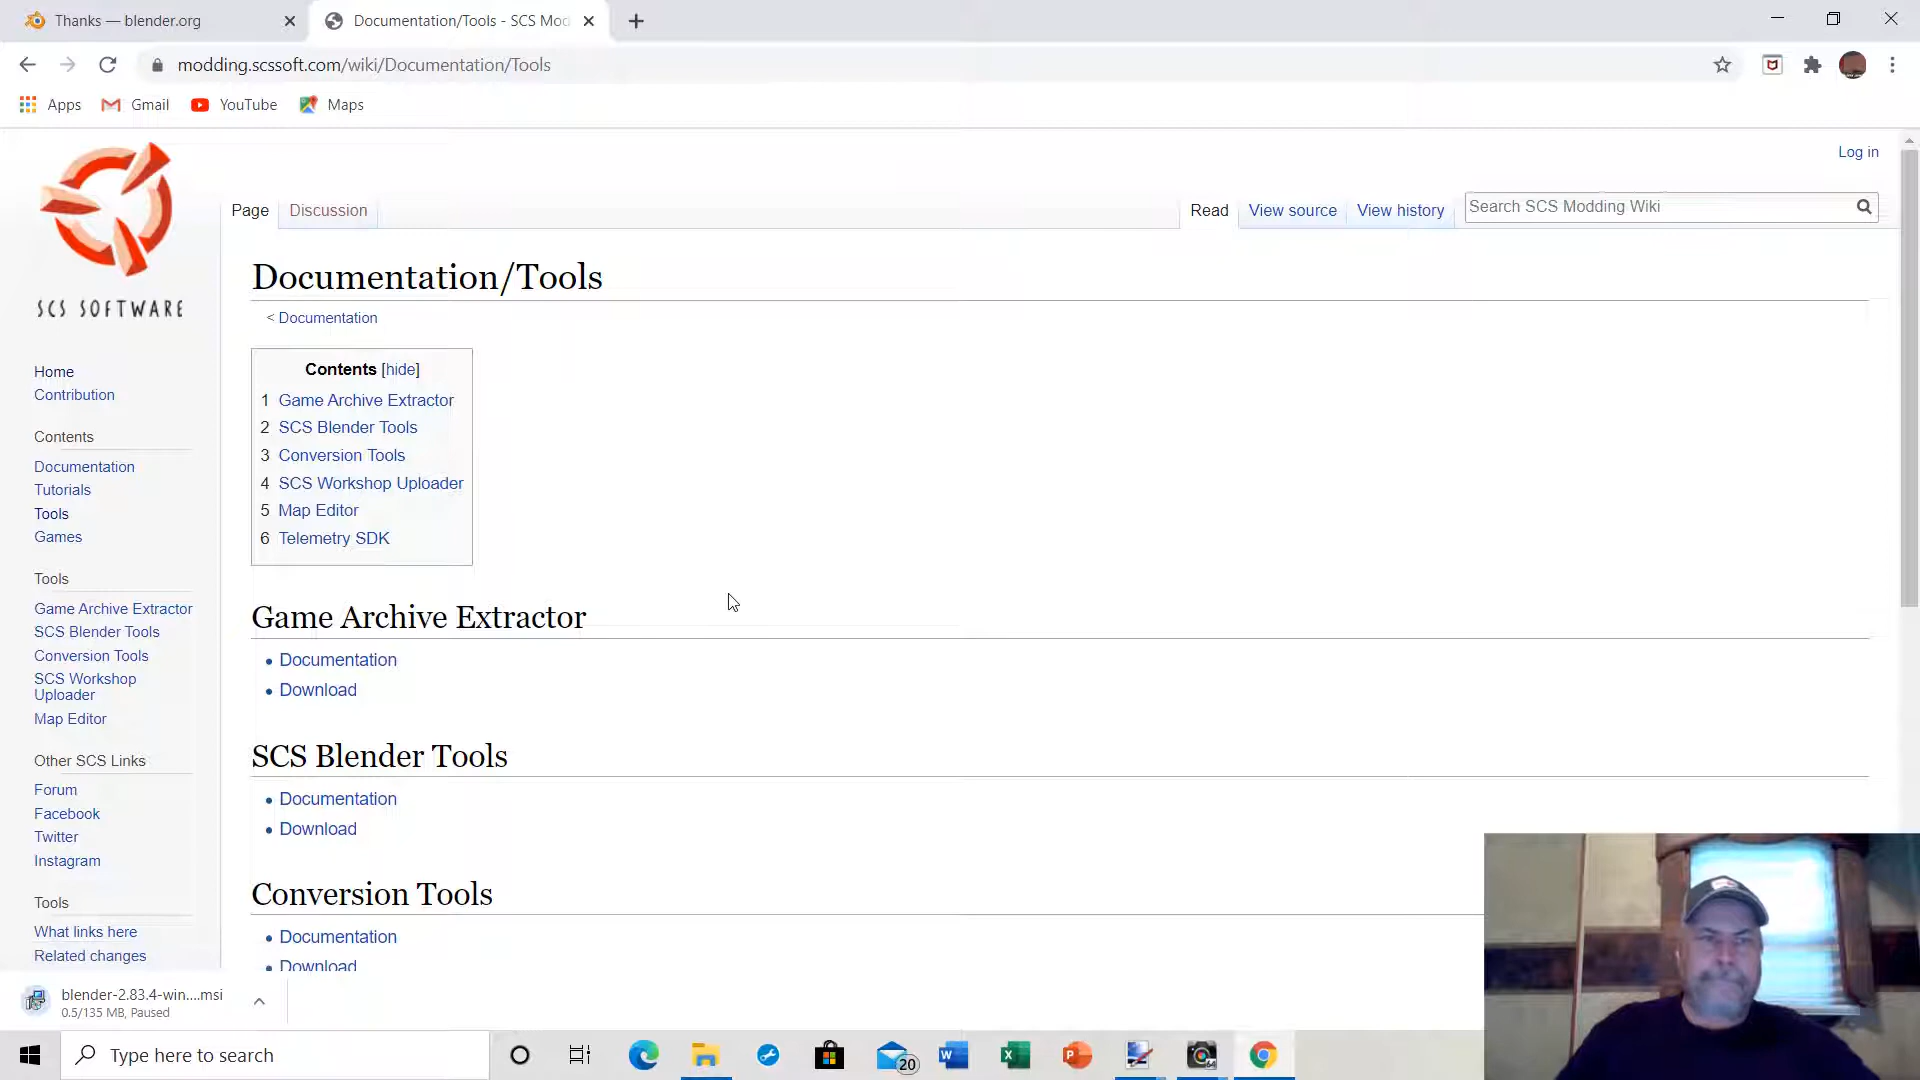 Thanks — blender.org
Documentation/Tools - SCS Mod
modding.scssoft.com/wiki/Documentation/Tools
Apps
Gmail
YouTube
Maps
SCS SOFTWARE
Log in
Page
Discussion
Read
View source
View history
Search SCS Modding Wiki
Documentation/Tools
< Documentation
Contents [hide]
1 Game Archive Extractor
2 SCS Blender Tools
3 Conversion Tools
4 SCS Workshop Uploader
5 Map Editor
6 Telemetry SDK
Game Archive Extractor
Documentation
Download
SCS Blender Tools
Documentation
Download
Conversion Tools
Documentation
Download
Home
Contribution
Contents
Documentation
Tutorials
Tools
Games
Tools
Game Archive Extractor
SCS Blender Tools
Conversion Tools
SCS Workshop
Uploader
Map Editor
Other SCS Links
Forum
Facebook
Twitter
Instagram
Tools
What links here
Related changes
blender-2.83.4-win....msi
0.5/135 MB, Paused
Type here to search
20